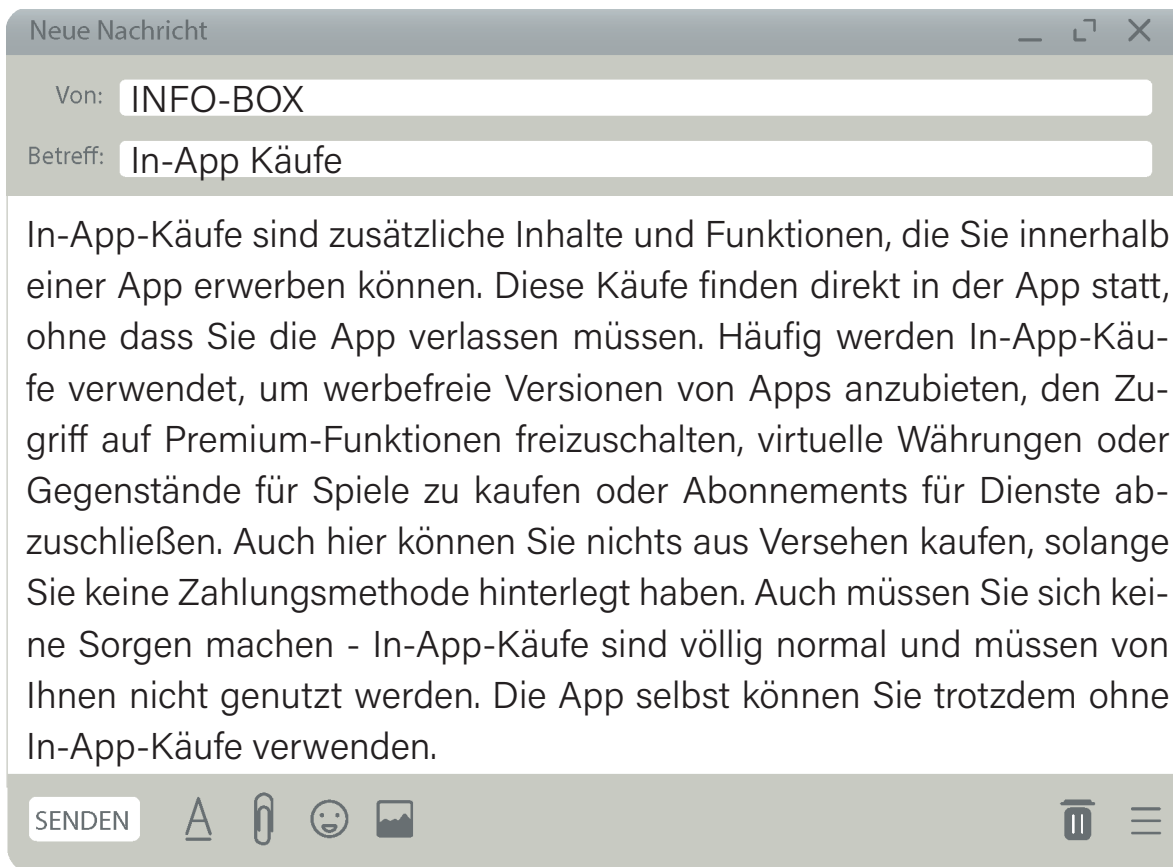 Neue Nachricht
Von: INFO-BOX
Betreff: In-App Käufe
In-App-Käufe sind zusätzliche Inhalte und Funktionen, die Sie innerhalb
einer App erwerben können. Diese Käufe finden direkt in der App statt,
ohne dass Sie die App verlassen müssen. Häufig werden In-App-Käu-
fe verwendet, um werbefreie Versionen von Apps anzubieten, den Zu-
griff auf Premium-Funktionen freizuschalten, virtuelle Währungen oder
Gegenstände für Spiele zu kaufen oder Abonnements für Dienste ab-
zuschließen. Auch hier können Sie nichts aus Versehen kaufen, solange
Sie keine Zahlungsmethode hinterlegt haben. Auch müssen Sie sich kei-
ne Sorgen machen - In-App-Käufe sind völlig normal und müssen von
Ihnen nicht genutzt werden. Die App selbst können Sie trotzdem ohne
In-App-Käufe verwenden.
SENDEN A